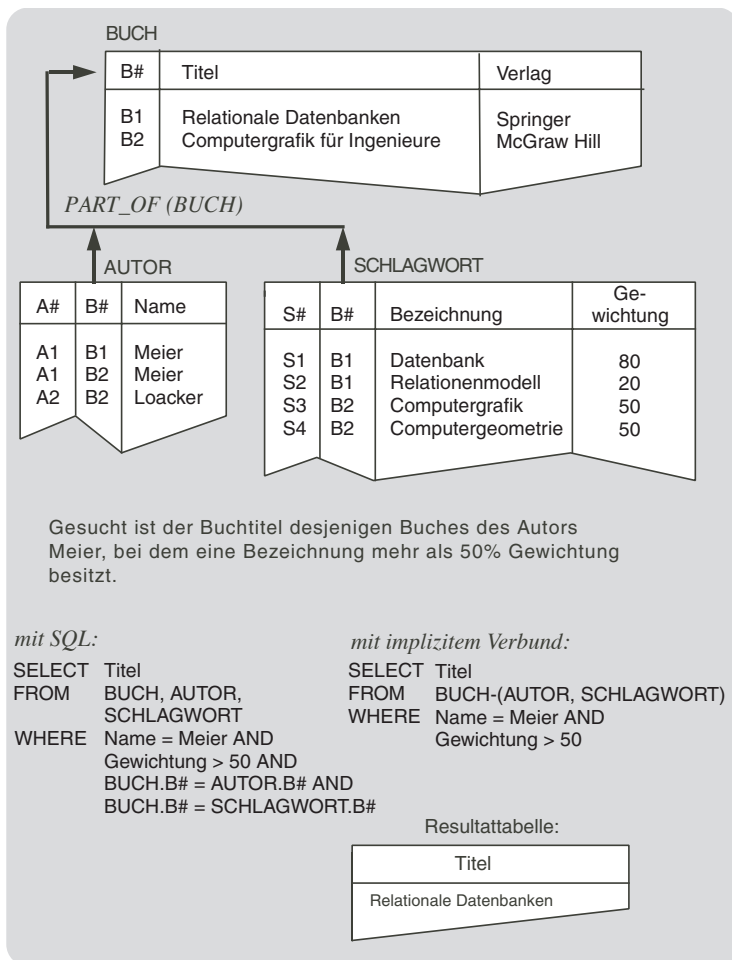 BUCH
B# Titel Verlag
B1 Relationale Datenbanken Springer
B2 Computergrafik für Ingenieure McGraw Hill
PART_OF (BUCH)
AUTOR
A# B# Name
A1 B1 Meier
A1 B2 Meier
A2 B2 Loacker
SCHLAGWORT
S# B# Bezeichnung Ge-
wichtung
S1 B1 Datenbank 80
S2 B1 Relationenmodell 20
S3 B2 Computergrafik 50
S4 B2 Computergeometrie 50
Gesucht ist der Buchtitel desjenigen Buches des Autors
Meier, bei dem eine Bezeichnung mehr als 50% Gewichtung
besitzt.
mit SQL:
SELECT Titel
FROM BUCH, AUTOR,
SCHLAGWORT
WHERE Name = Meier AND
Gewichtung > 50 AND
BUCH.B# = AUTOR.B# AND
BUCH.B# = SCHLAGWORT.B#
mit implizitem Verbund:
SELECT Titel
FROM BUCH-(AUTOR, SCHLAGWORT)
WHERE Name = Meier AND
Gewichtung > 50
Resultattabelle:
Titel
Relationale Datenbanken